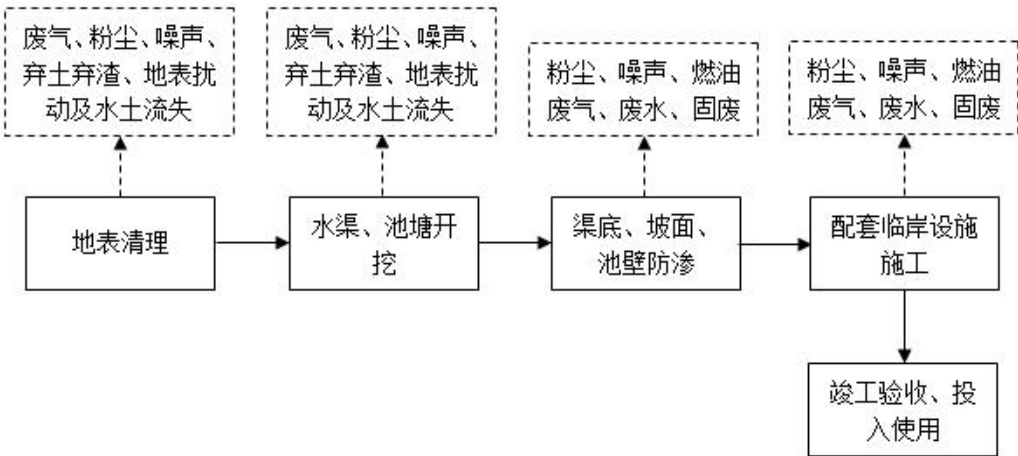 废气、粉尘、噪声、
弃土弃渣、地表扰
动及水土流失
废气、粉尘、噪声、
弃土弃渣、地表扰
动及水土流失
粉尘、噪声、燃油
废气、废水、固废
粉尘、噪声、燃油
废气、废水、固废
地表清理
水渠、池塘开
挖
渠底、坡面、
池壁防渗
配套临岸设施
施工
竣工验收、投
入使用